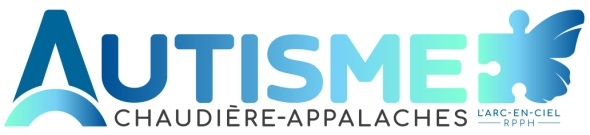 AUTISME
CHAUDIÈRE-APPALACHES
L'ARC-EN-CIEL
RPPH